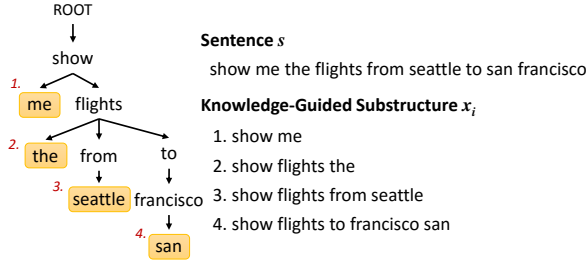 ROOT
show
1.
me
flights
2.
the
from
to
3.
seattle
francisco
4.
san
Sentence s
show me the flights from seattle to san francisco
Knowledge-Guided Substructure xi
1. show me
2. show flights the
3. show flights from seattle
4. show flights to francisco san